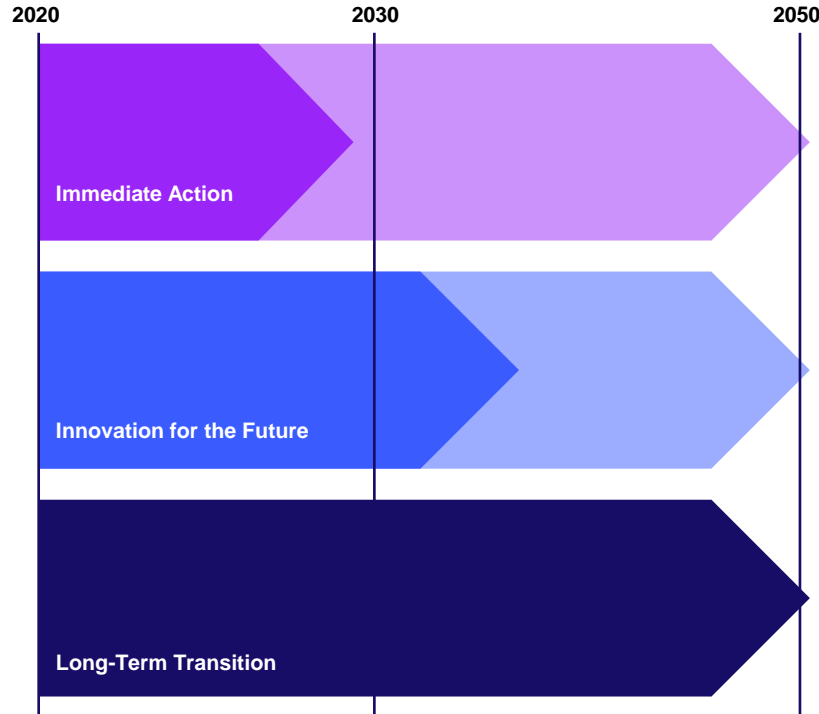 2020 2030 2050
Immediate Action
Innovation for the Future
Long-Term Transition